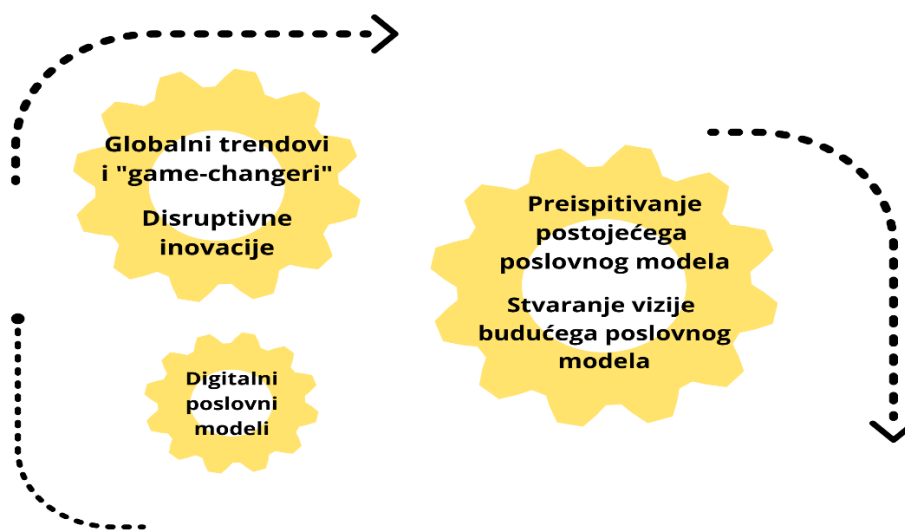 Globalni trendovi
i "game-changeri"
Disruptivne
inovacije
Preispitivanje
postojećega
poslovnog modela
Stvaranje vizije
budućega poslovnog
modela
Digitalni
poslovni
modeli